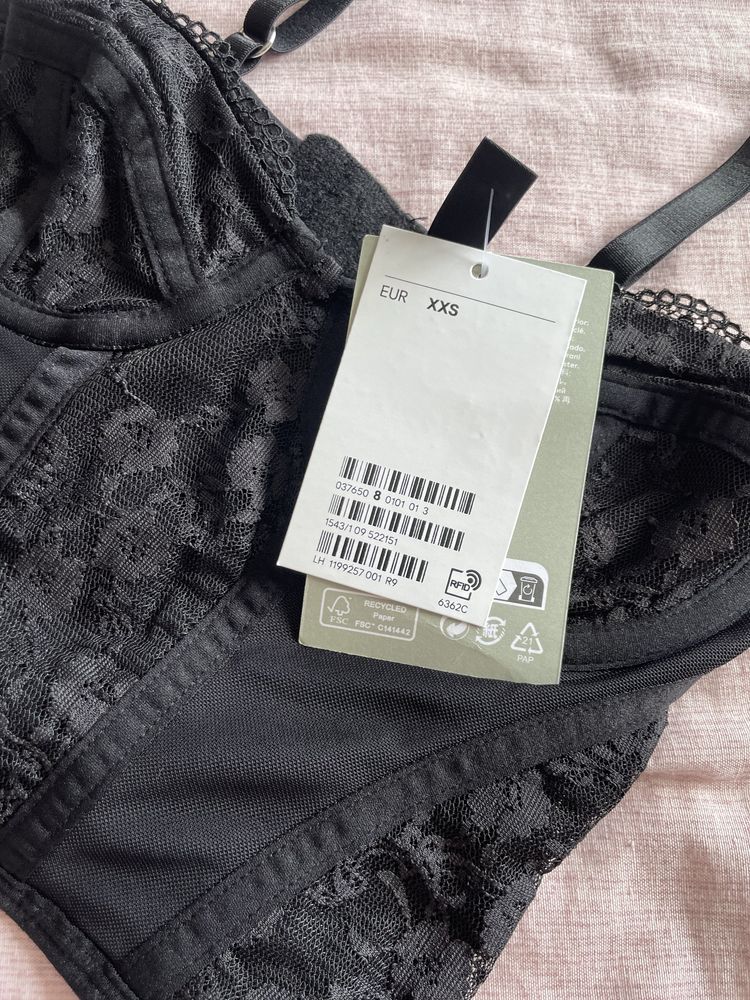 EUR XXS
037650 8 0101 01 3
1543/1 09 522151
LH 1199257 001 R9
RFID
6362C
FSC
RECYCLED
Paper
FSC® C141442
21
PAP